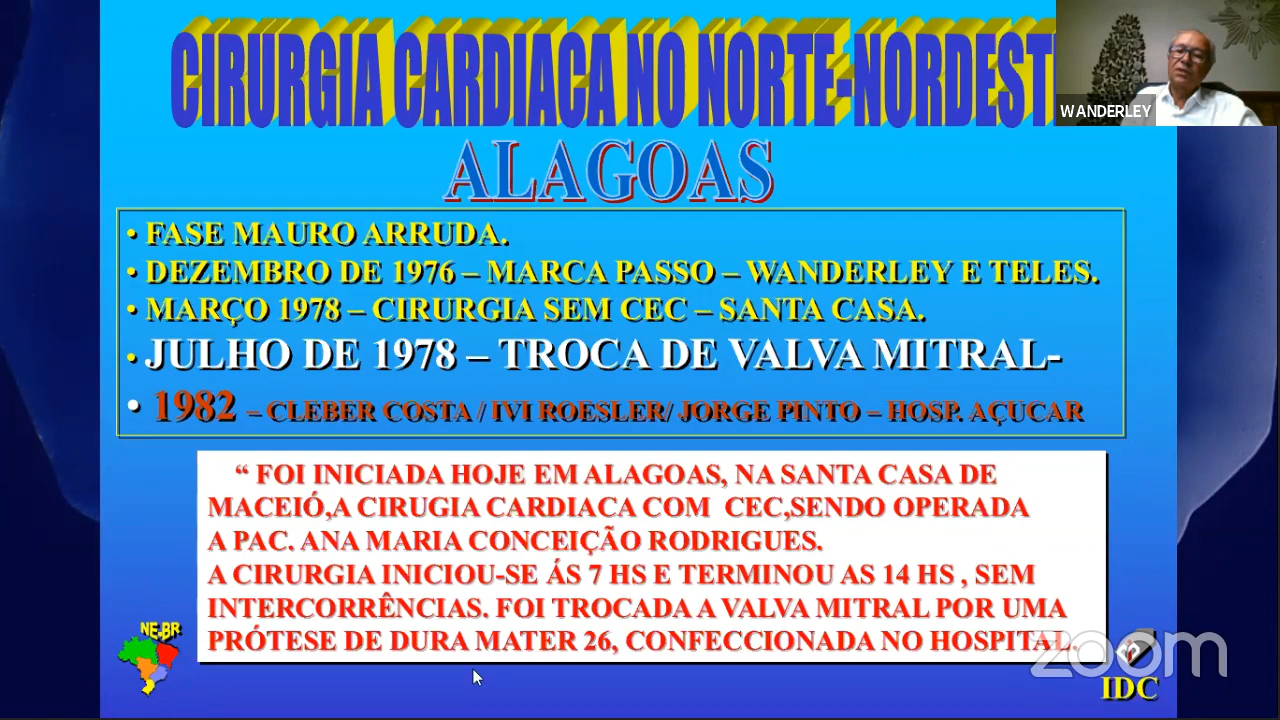 CIRURGIA CARDIACA NO NORTE-NORDEST
WANDERLEY
ALAGOAS
• FASE MAURO ARRUDA.
• DEZEMBRO DE 1976 – MARCA PASSO – WANDERLEY E TELES.
• MARÇO 1978 – CIRURGIA SEM CEC – SANTA CASA.
• JULHO DE 1978 – TROCA DE VALVA MITRAL-
• 1982 – CLEBER COSTA / IVI ROESLER/ JORGE PINTO – HOSP. AÇUCAR
“ FOI INICIADA HOJE EM ALAGOAS, NA SANTA CASA DE
MACEIÓ,A CIRUGIA CARDIACA COM CEC,SENDO OPERADA
A PAC. ANA MARIA CONCEIÇÃO RODRIGUES.
A CIRURGIA INICIOU-SE ÁS 7 HS E TERMINOU AS 14 HS , SEM
INTERCORRÊNCIAS. FOI TROCADA A VALVA MITRAL POR UMA
PRÓTESE DE DURA MATER 26, CONFECCIONADA NO HOSPITAL.
NE.BR
zoom
IDC